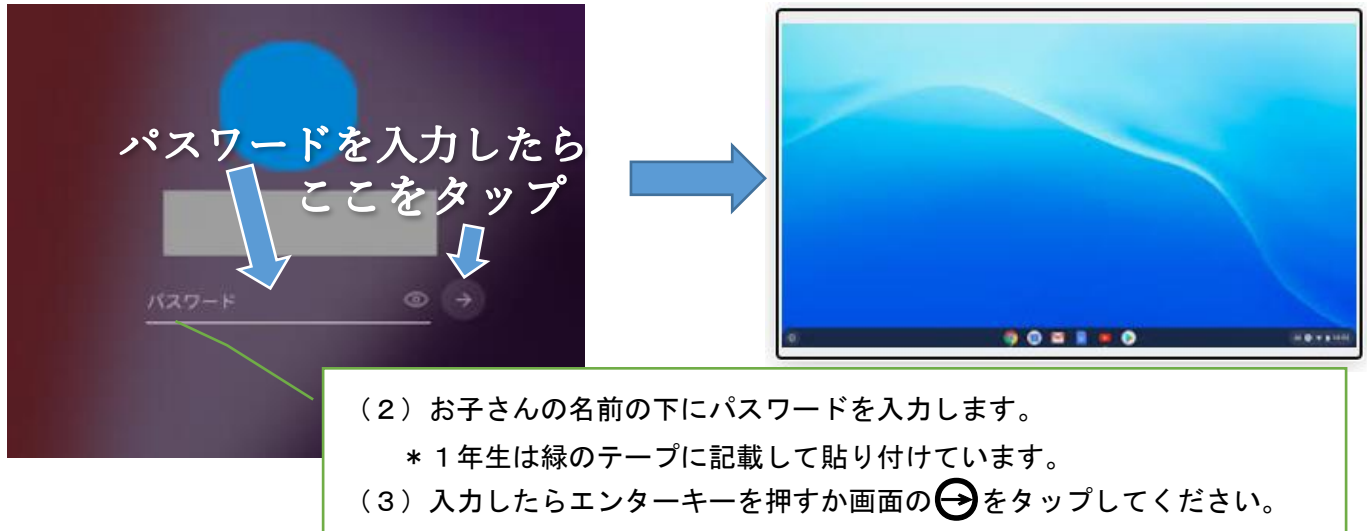 パスワードを入力したら
ここをタップ
パスワード
（２）お子さんの名前の下にパスワードを入力します。
＊１年生は緑のテープに記載して貼り付けています。
（３）入力したらエンターキーを押すか画面の→をタップしてください。